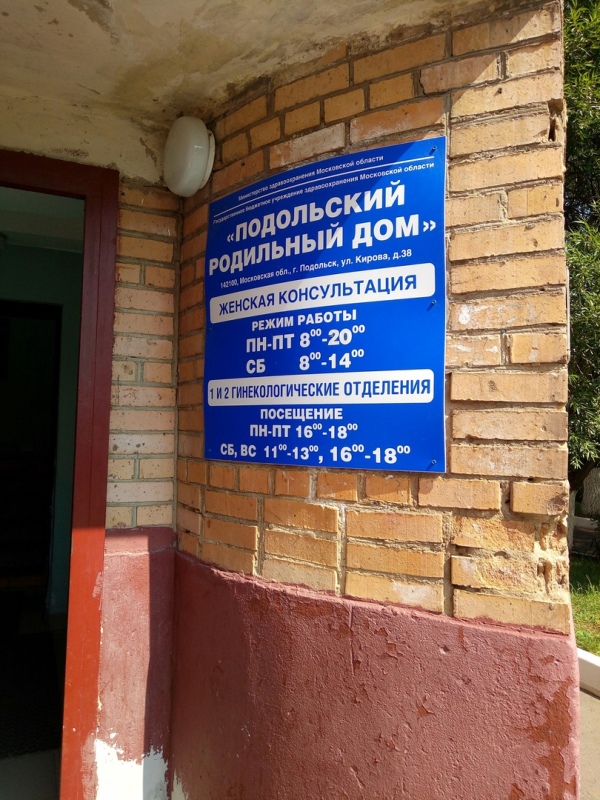 Министерство здравоохранения Московской области
Государственное бюджетное учреждение здравоохранения Московской области
«ПОДОЛЬСКИЙ
РОДИЛЬНЫЙ ДОМ»
142100, Московская обл., г. Подольск, ул. Кирова, д.38
ЖЕНСКАЯ КОНСУЛЬТАЦИЯ
РЕЖИМ РАБОТЫ
ПН-ПТ 8⁰⁰-20⁰⁰
СБ 8⁰⁰-14⁰⁰
1 И 2 ГИНЕКОЛОГИЧЕСКИЕ ОТДЕЛЕНИЯ
ПОСЕЩЕНИЕ
ПН-ПТ 16⁰⁰-18⁰⁰
СБ, ВС 11⁰⁰-13⁰⁰, 16⁰⁰-18⁰⁰